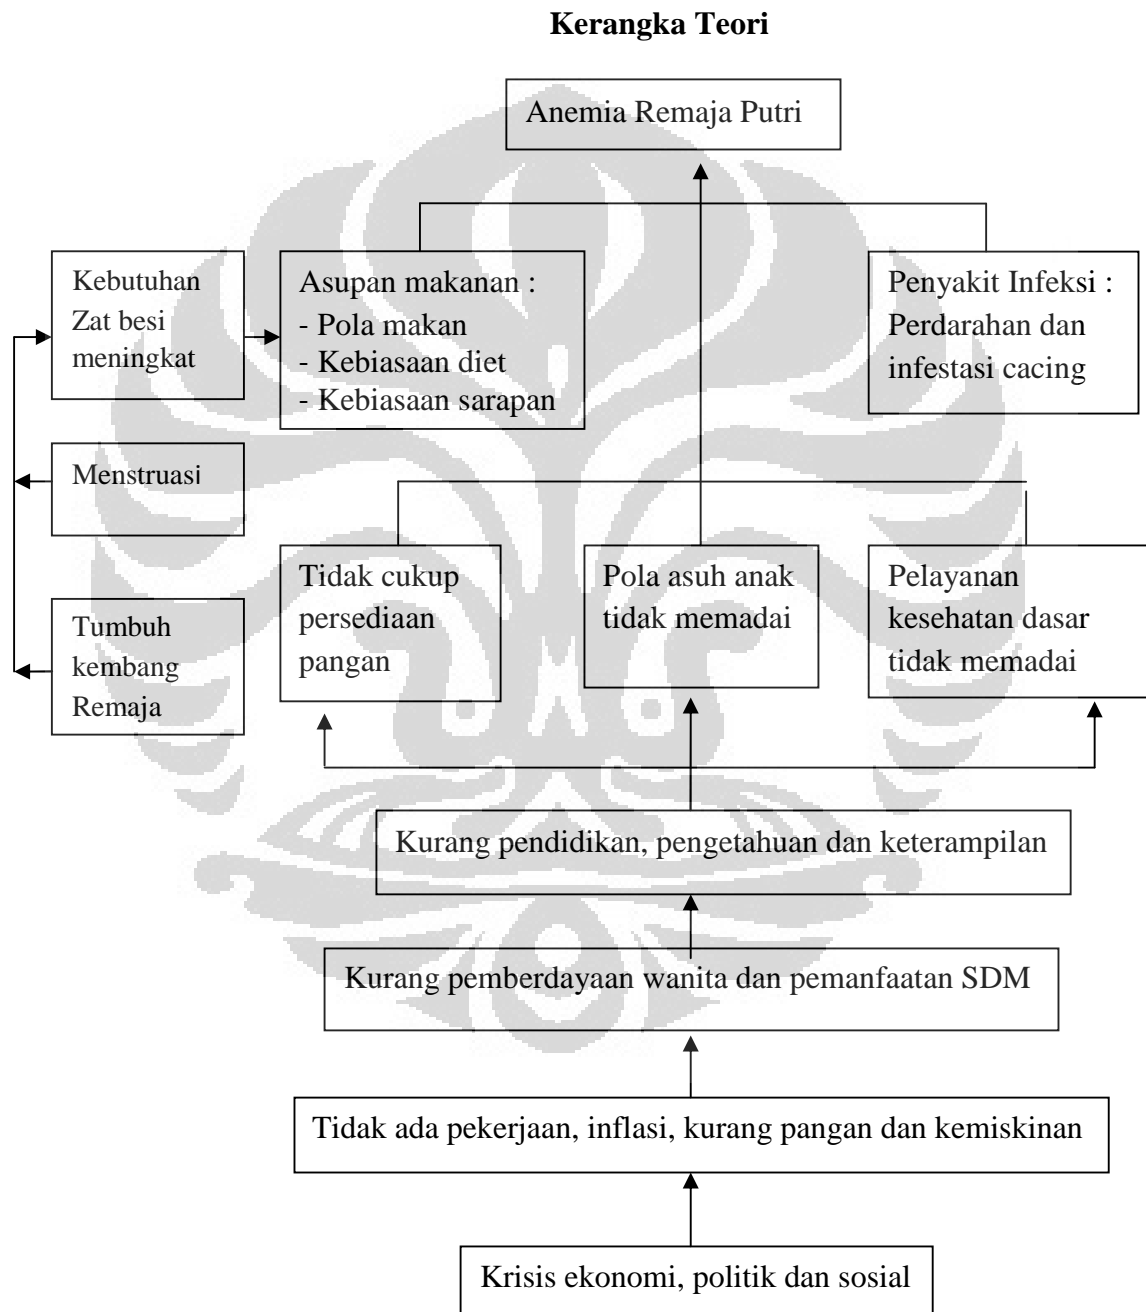 Kerangka Teori
Anemia Remaja Putri
Kebutuhan
Zat besi
meningkat
Asupan makanan :
- Pola makan
- Kebiasaan diet
- Kebiasaan sarapan
Penyakit Infeksi :
Perdarahan dan
infestasi cacing
Menstruasi
Tidak cukup
persediaan
pangan
Pola asuh anak
tidak memadai
Pelayanan
kesehatan dasar
tidak memadai
Tumbuh
kembang
Remaja
Kurang pendidikan, pengetahuan dan keterampilan
Kurang pemberdayaan wanita dan pemanfaatan SDM
Tidak ada pekerjaan, inflasi, kurang pangan dan kemiskinan
Krisis ekonomi, politik dan sosial